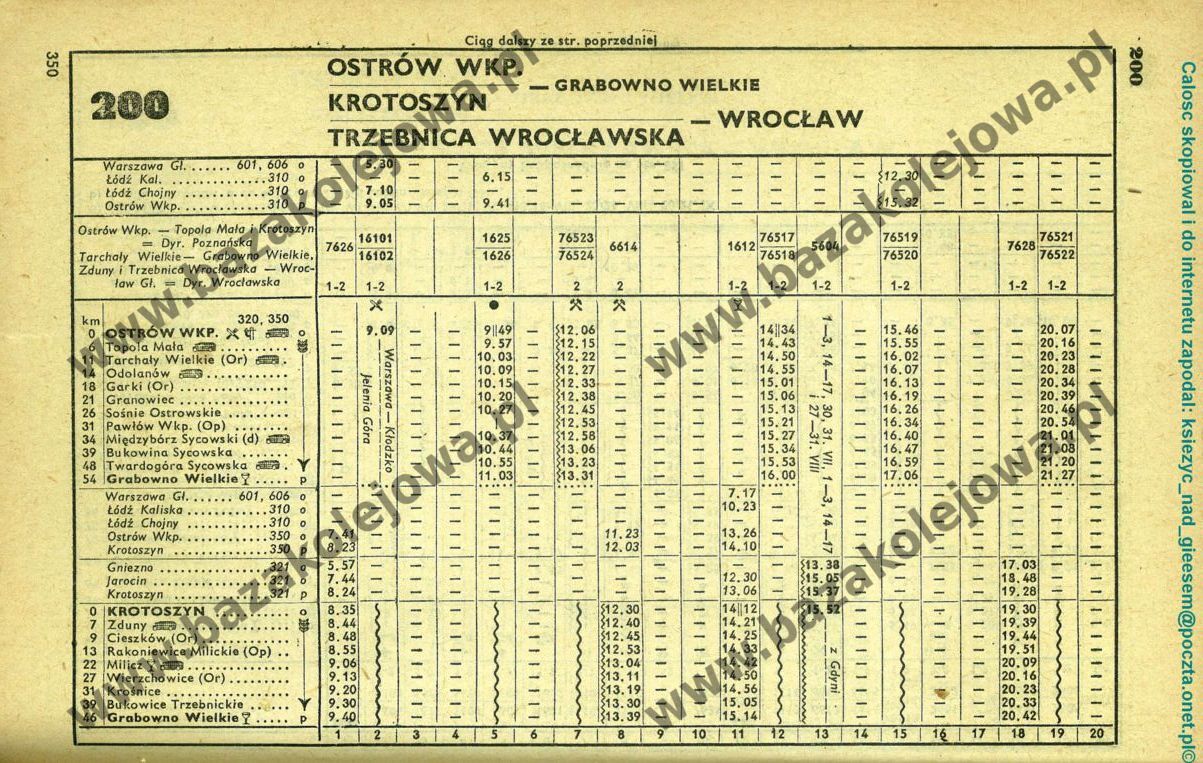 Ciąg dalszy ze str. poprzedniej
350
200
200
OSTRÓW WKP.
— GRABOWNO WIELKIE
KROTOSZYN
— WROCŁAW
TRZEBNICA WROCŁAWSKA
Warszawa Gł. ...... 601, 606 o — 5.30 — — — — — — — — — — — — — — — — — —
Łódź Kal. ............... 310 o 6.15 12.30
Łódź Chojny ............ 310 o — 7.10 — — — — — — — — — — — — — — — — — —
Ostrów Wkp. ............ 310 p — 9.05 — — 9.41 — — — — — — — — — 15.32 — — — — —
Ostrów Wkp. — Topola Mała i Krotoszyn
= Dyr. Poznańska
Tarchały Wielkie — Grabowno Wielkie,
Zduny i Trzebnica Wrocławska — Wroc-
ław Gł. = Dyr. Wrocławska
7626 16101 1625 76523 6614 1612 76517 5604 76519 7628 76521
16102 1626 76524 76518 76520 76522
1-2 1-2 1-2 2 2 1-2 1-2 1-2 1-2 1-2 1-2
km 320, 350
0 OSTRÓW WKP. o — 9.09 — — 9||49 — 12.06 — — — — 14||34 15.46 — — — 20.07 —
6 Topola Mała 9.57 12.15 14.43 15.55 20.16
11 Tarchały Wielkie (Or) 10.03 12.22 14.50 16.02 20.23
14 Odolanów 10.09 12.27 14.55 16.07 20.28
18 Garki (Or) 10.15 12.33 15.01 16.13 20.34
21 Granowiec 10.20 12.38 15.06 16.19 20.39
26 Sośnie Ostrowskie 10.27 12.45 15.13 16.26 20.46
31 Pawłów Wkp. (Op) 12.53 15.21 16.34 20.54
34 Międzybórz Sycowski (d) 10.37 12.58 15.27 16.40 21.01
39 Bukowina Sycowska 10.44 13.06 15.34 16.47 21.08
48 Twardogóra Sycowska 10.55 13.23 15.53 16.59 21.20
54 Grabowno Wielkie p 11.03 13.31 16.00 17.06 21.27
Warszawa — Kłodzko
Jelenia Góra
1—3, 14—17, 30, 31. VII, 1—3, 14—17
i 27—31. VIII
Warszawa Gł. ...... 601, 606 o 7.17
Łódź Kaliska ............ 310 o 10.23
Łódź Chojny ............ 310 o
Ostrów Wkp. ............ 350 o 7.41 11.23 13.26
Krotoszyn ............... 350 p 8.23 12.03 14.10
Gniezno ................ 321 5.57 13.38 17.03
Jarocin ................. 321 o 7.44 12.30 15.05 18.48
Krotoszyn .............. 321 p 8.24 13.06 15.37 19.28
0 KROTOSZYN o 8.35 12.30 14||12 15.52 19.30
7 Zduny 8.44 12.40 14.21 19.39
9 Cieszków (Or) 8.48 12.45 14.25 19.44
13 Rakoniewice Milickie (Op) 8.55 12.53 14.33 19.51
22 Milicz 9.06 13.04 14.42 20.09
27 Wierzchowice (Or) 9.13 13.11 14.50 20.16
31 Krośnice 9.20 13.19 14.56 20.23
39 Bukowice Trzebnickie 9.30 13.30 15.05 20.33
46 Grabowno Wielkie p 9.40 13.39 15.14 20.42
z Gdyni
1 2 3 4 5 6 7 8 9 10 11 12 13 14 15 16 17 18 19 20
www.bazakolejowa.pl
www.bazakolejowa.pl
www.bazakolejowa.pl
www.bazakolejowa.pl
Calosc skopiowal i do internetu zapodal: ksiezyc_nad_gieesem@poczta.onet.pl©